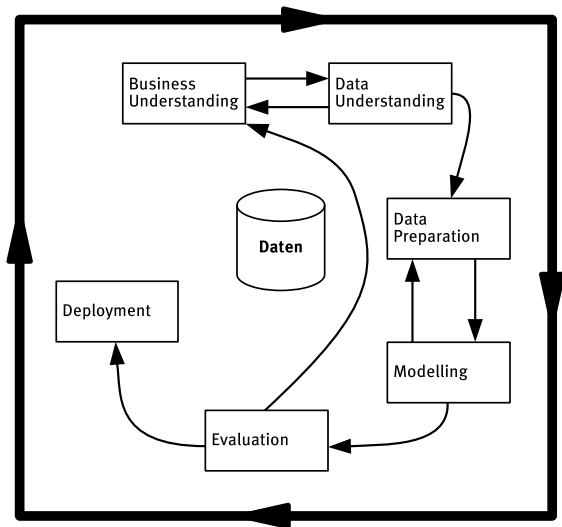 Business
Understanding
Data
Understanding
Data
Preparation
Daten
Deployment
Modelling
Evaluation